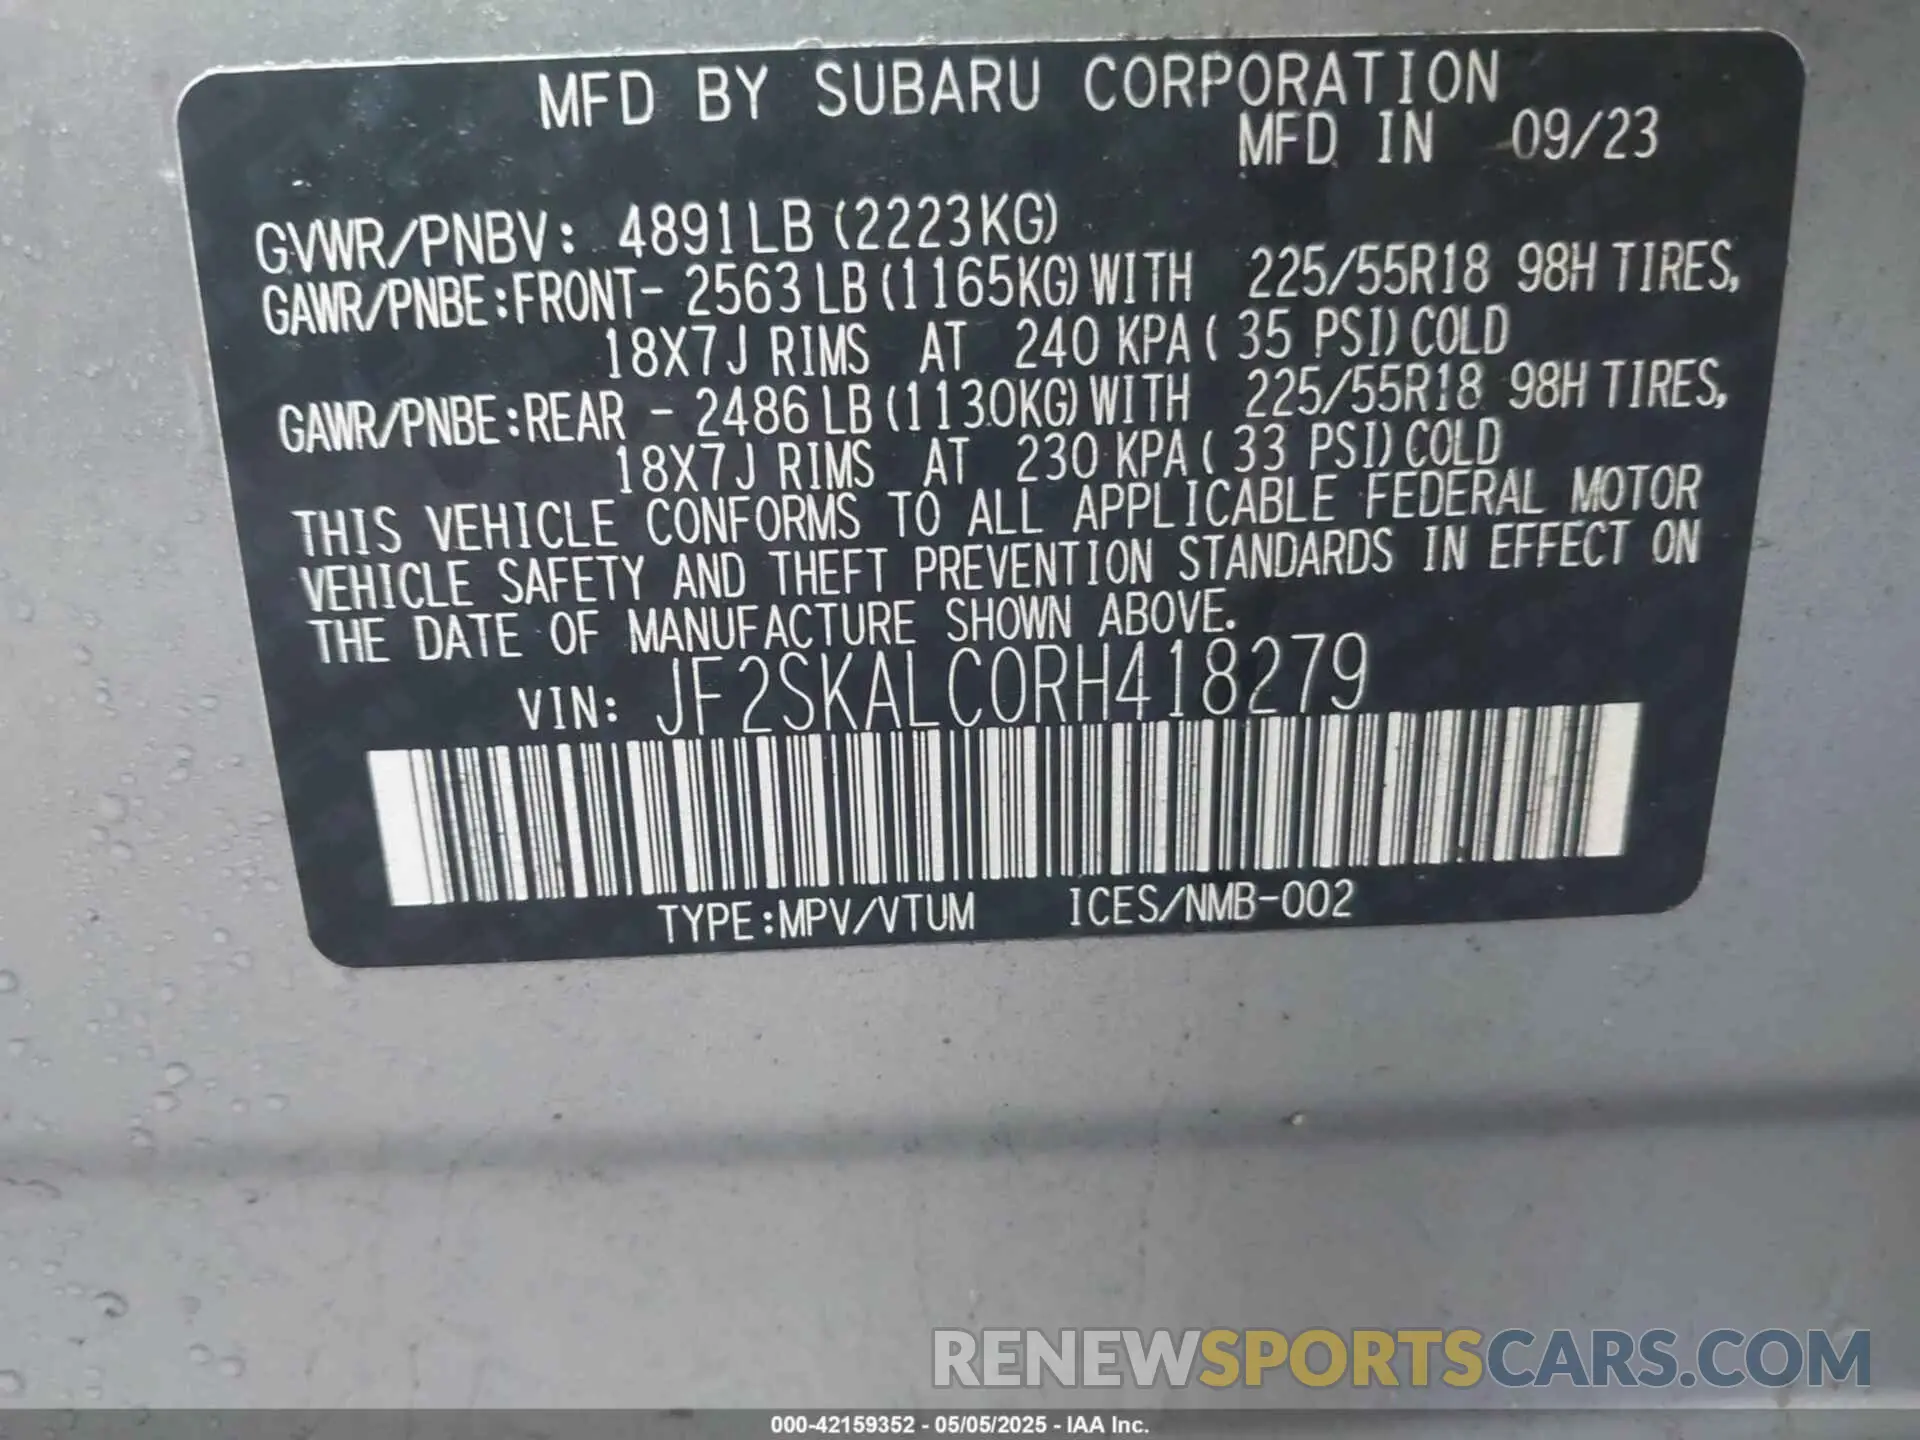 MFD BY SUBARU CORPORATION
MFD IN 09/23
GVWR/PNBV: 4891LB (2223KG)
GAWR/PNBE:FRONT- 2563LB (1165KG) WITH 225/55R18 98H TIRES,
18X7J RIMS AT 240 KPA ( 35 PSI) COLD
GAWR/PNBE:REAR - 2486LB (1130KG) WITH 225/55R18 98H TIRES,
18X7J RIMS AT 230 KPA ( 33 PSI) COLD
THIS VEHICLE CONFORMS TO ALL APPLICABLE FEDERAL MOTOR
VEHICLE SAFETY AND THEFT PREVENTION STANDARDS IN EFFECT ON
THE DATE OF MANUFACTURE SHOWN ABOVE.
VIN: JF2SKALC0RH418279
TYPE:MPV/VTUM ICES/NMB-002
RENEWSPORTSCARS.COM
000-42159352 - 05/05/2025 - IAA Inc.